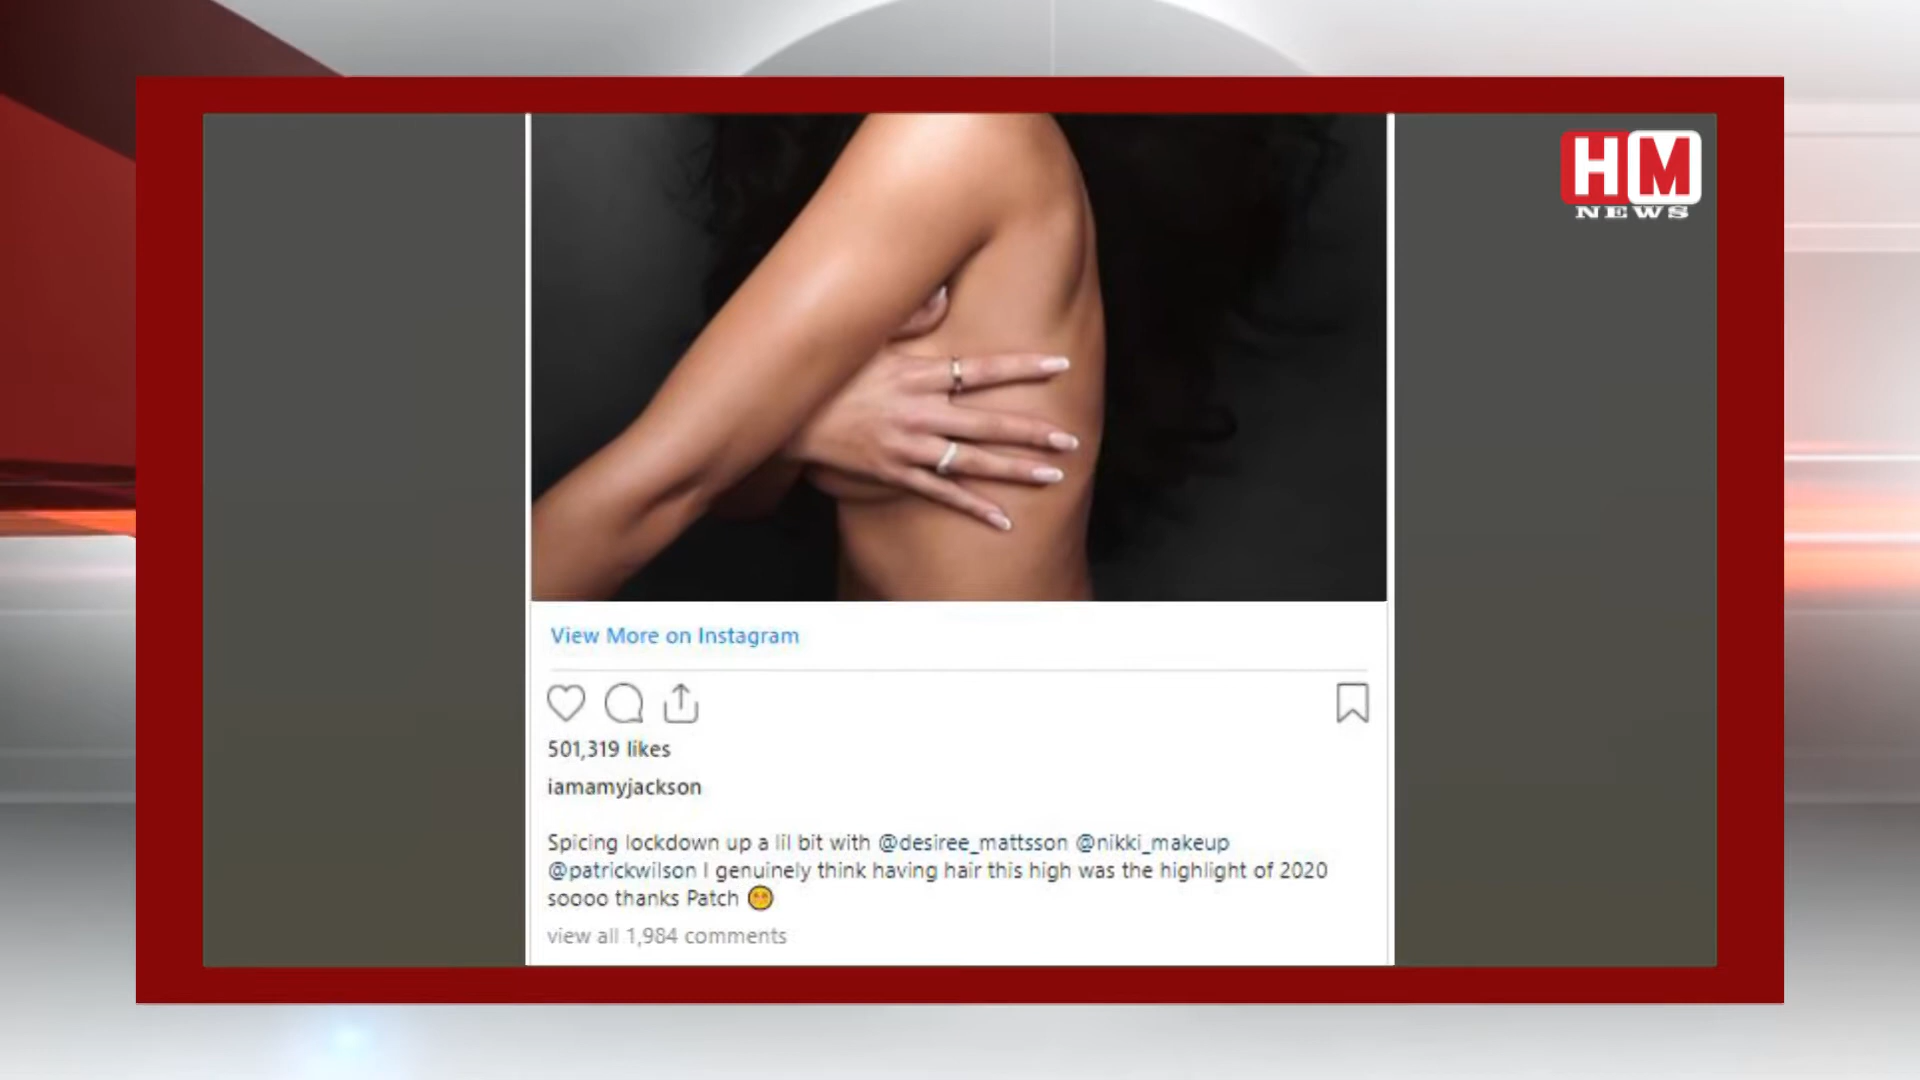 HM
NEWS
View More on Instagram
501,319 likes
iamamyjackson
Spicing lockdown up a lil bit with @desiree_mattsson @nikki_makeup
@patrickwilson I genuinely think having hair this high was the highlight of 2020
soooo thanks Patch 😁
view all 1,984 comments